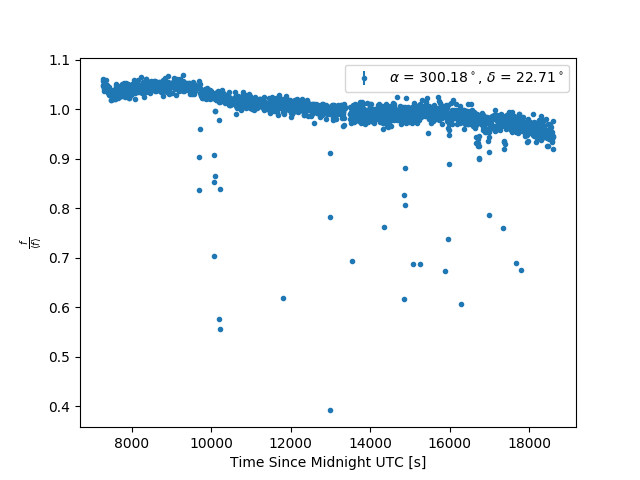 1.1
1.0
0.9
0.8
0.7
0.6
0.5
0.4
f/⟨f⟩
α = 300.18°, δ = 22.71°
8000 10000 12000 14000 16000 18000
Time Since Midnight UTC [s]